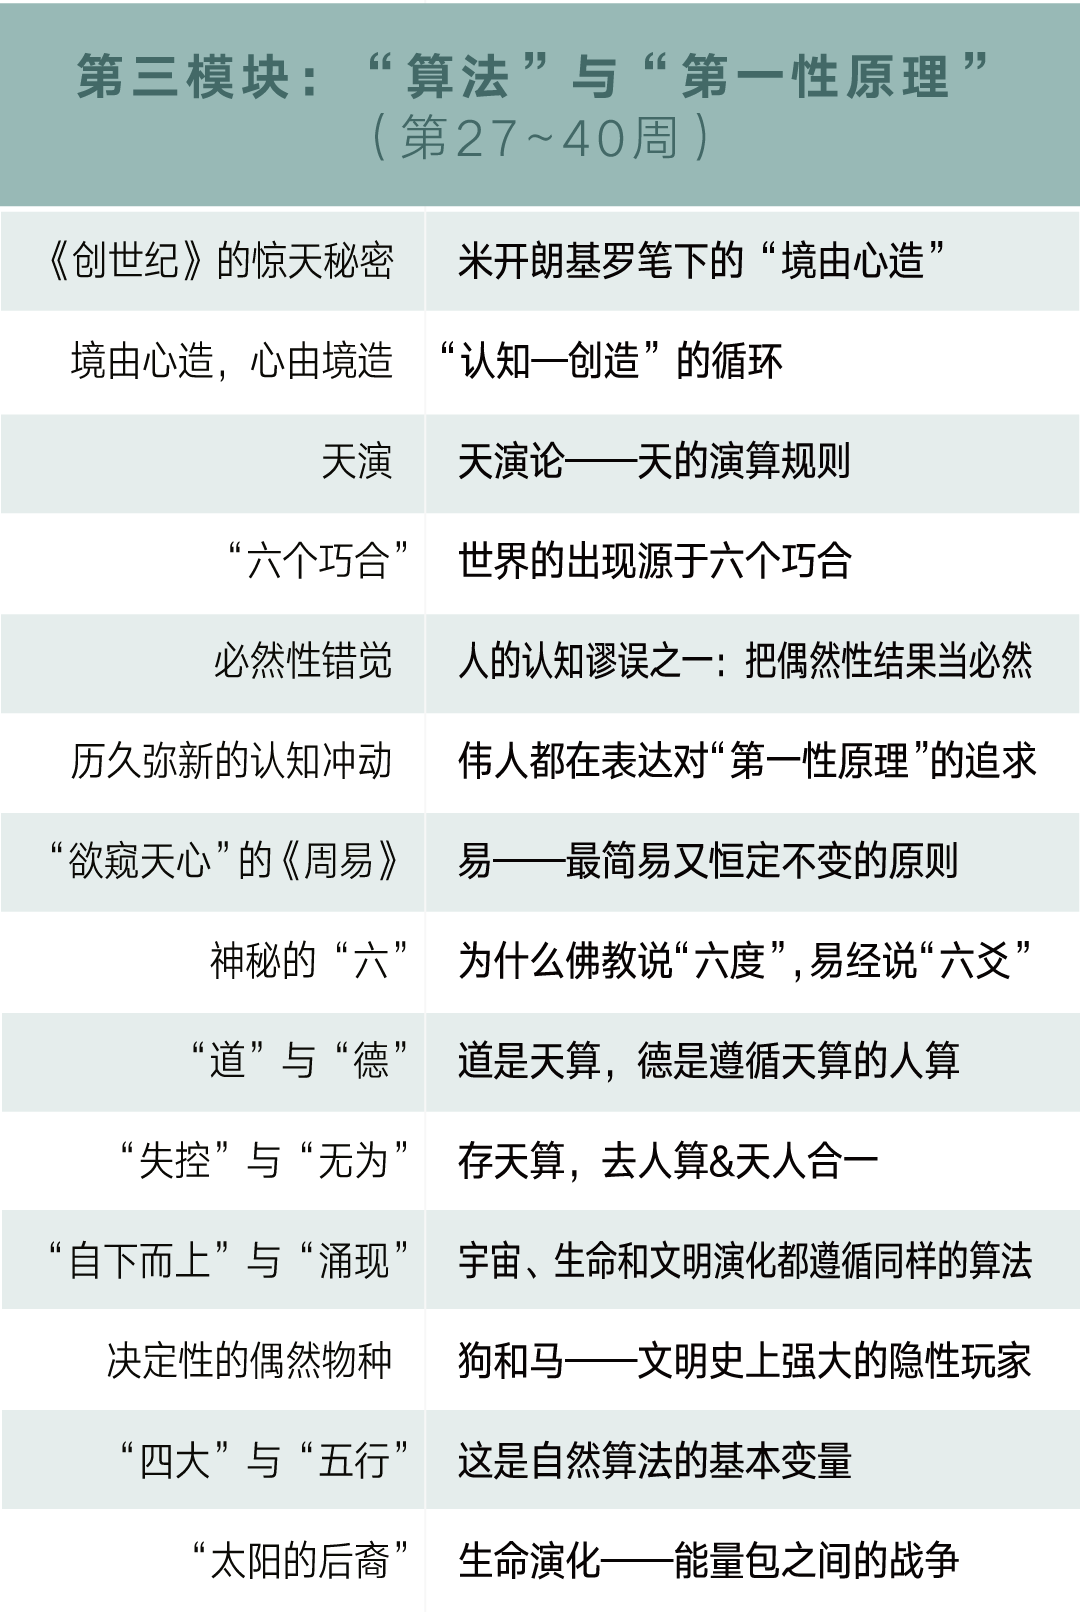 第三模块：“算法”与“第一性原理”
（第27~40周）
《创世纪》的惊天秘密 米开朗基罗笔下的“境由心造”
境由心造，心由境造 “认知—创造”的循环
天演 天演论——天的演算规则
“六个巧合” 世界的出现源于六个巧合
必然性错觉 人的认知谬误之一：把偶然性结果当必然
历久弥新的认知冲动 伟人都在表达对“第一性原理”的追求
“欲窥天心”的《周易》 易——最简易又恒定不变的原则
神秘的“六” 为什么佛教说“六度”,易经说“六爻”
“道”与“德” 道是天算，德是遵循天算的人算
“失控”与“无为” 存天算，去人算&天人合一
“自下而上”与“涌现” 宇宙、生命和文明演化都遵循同样的算法
决定性的偶然物种 狗和马——文明史上强大的隐性玩家
“四大”与“五行” 这是自然算法的基本变量
“太阳的后裔” 生命演化——能量包之间的战争